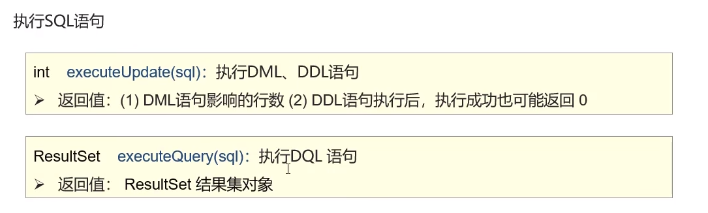 执行SQL语句
int executeUpdate(sql)：执行DML、DDL语句
➢ 返回值：(1) DML语句影响的行数 (2) DDL语句执行后，执行成功也可能返回 0
ResultSet executeQuery(sql)：执行DQL 语句
➢ 返回值： ResultSet 结果集对象